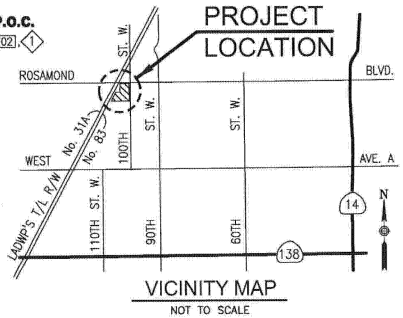 P.O.C.
02, 1
PROJECT
LOCATION
ROSAMOND
BLVD.
ST. W.
100TH
ST. W.
90TH
ST. W.
60TH
No. 31A
No. 83
WEST
AVE. A
LADWP'S T/L R/W
110TH ST. W.
14
N
138
VICINITY MAP
NOT TO SCALE